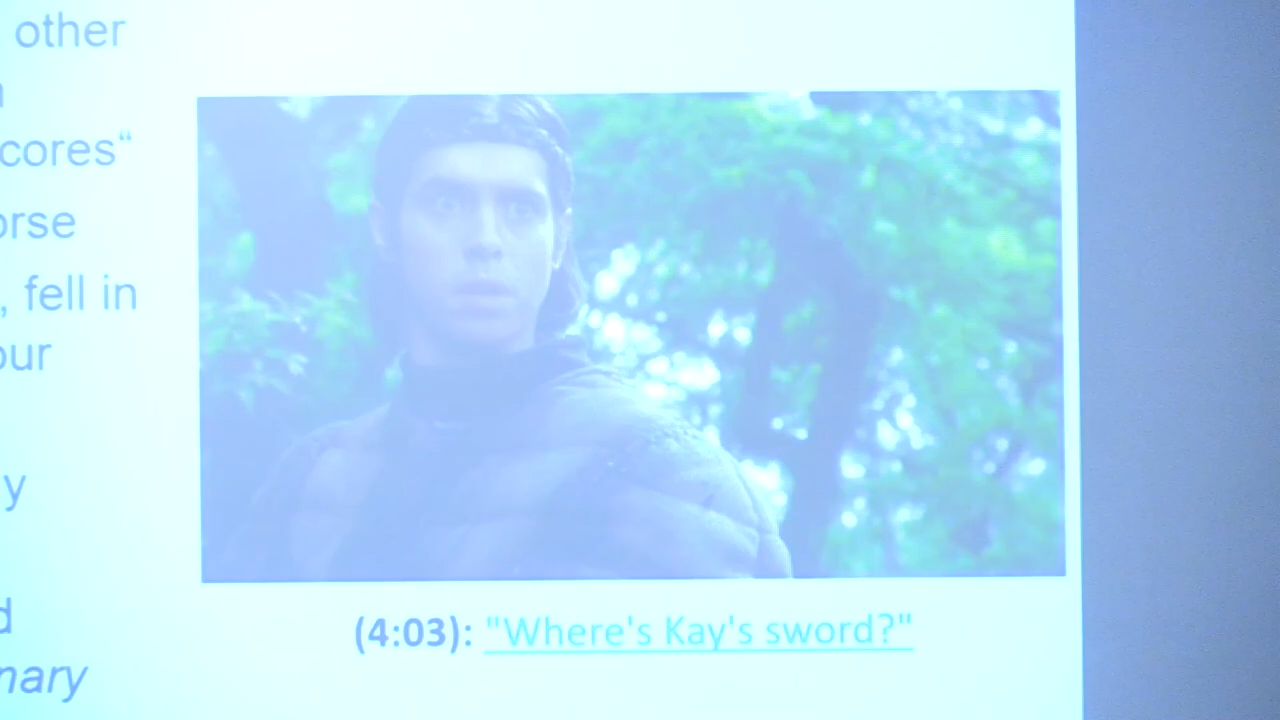 other
cores“
orse
, fell in
our
y
d
nary
(4:03): "Where's Kay's sword?"